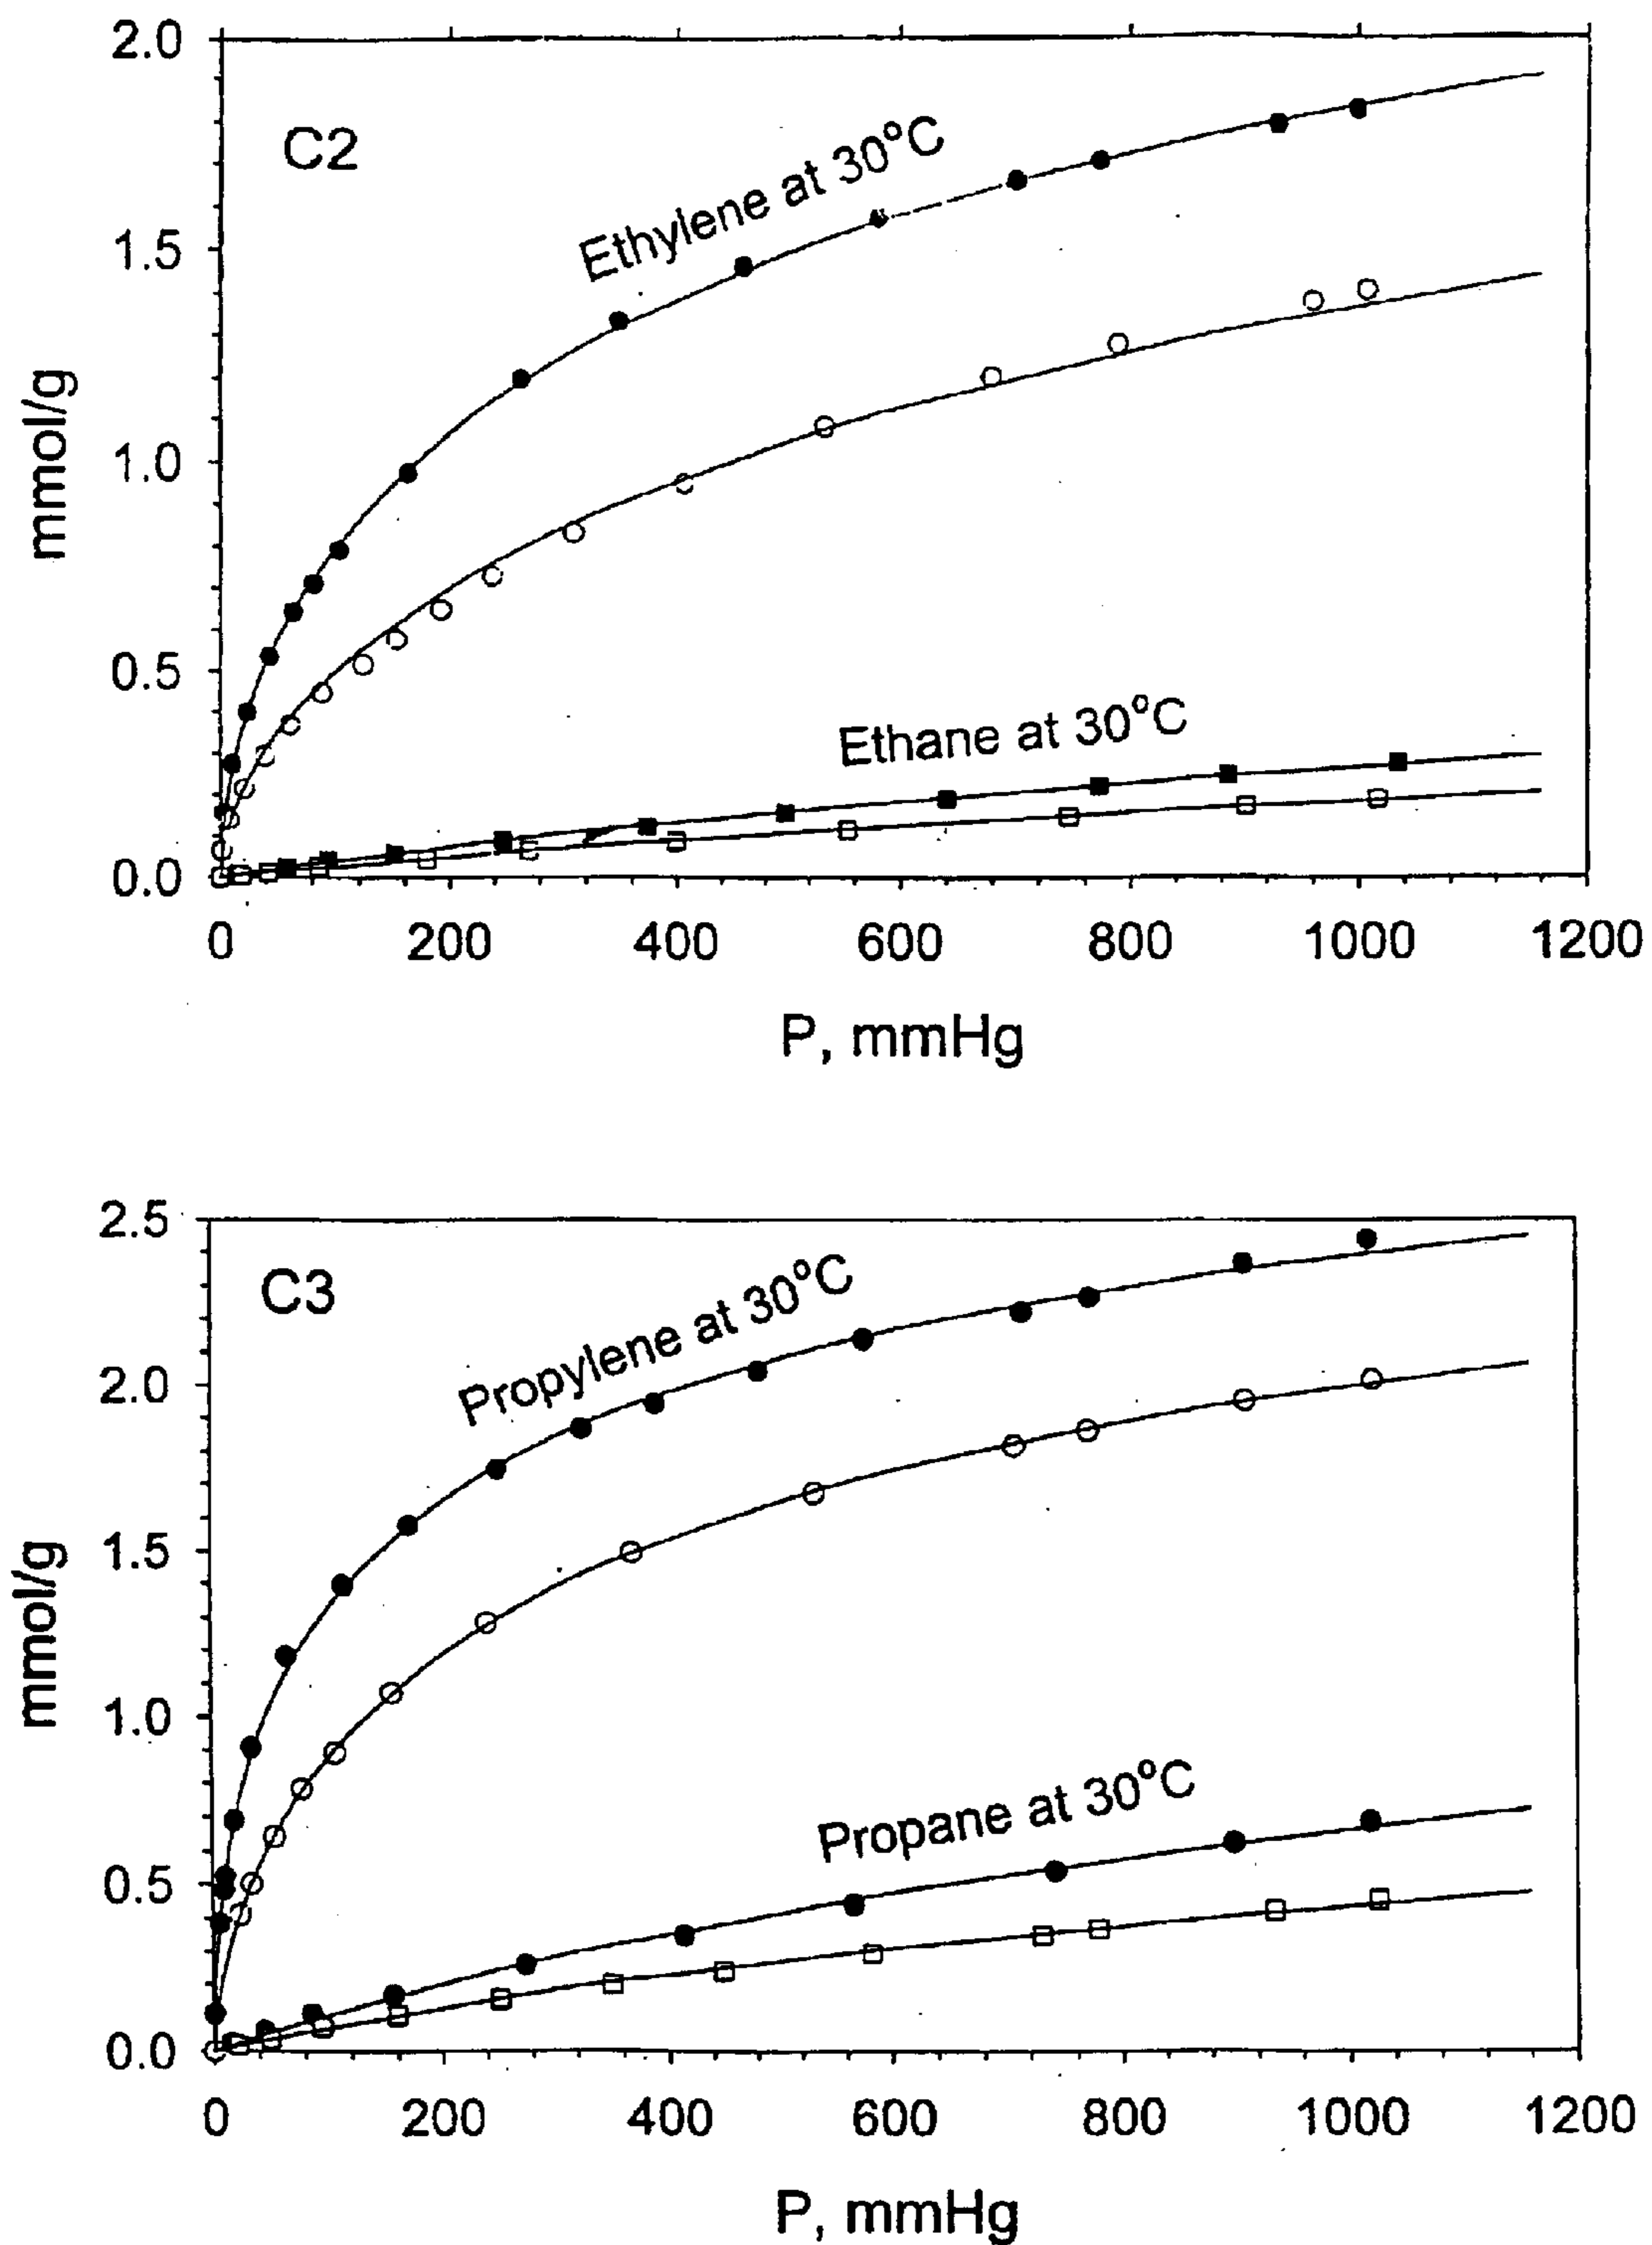 2.0
C2
Ethylene at 30°C
1.5
1.0
mmol/g
0.5
Ethane at 30°C
0.0
0 200 400 600 800 1000 1200
P, mmHg
2.5
C3
Propylene at 30°C
2.0
1.5
mmol/g
1.0
Propane at 30°C
0.5
0.0
0 200 400 600 800 1000 1200
P, mmHg